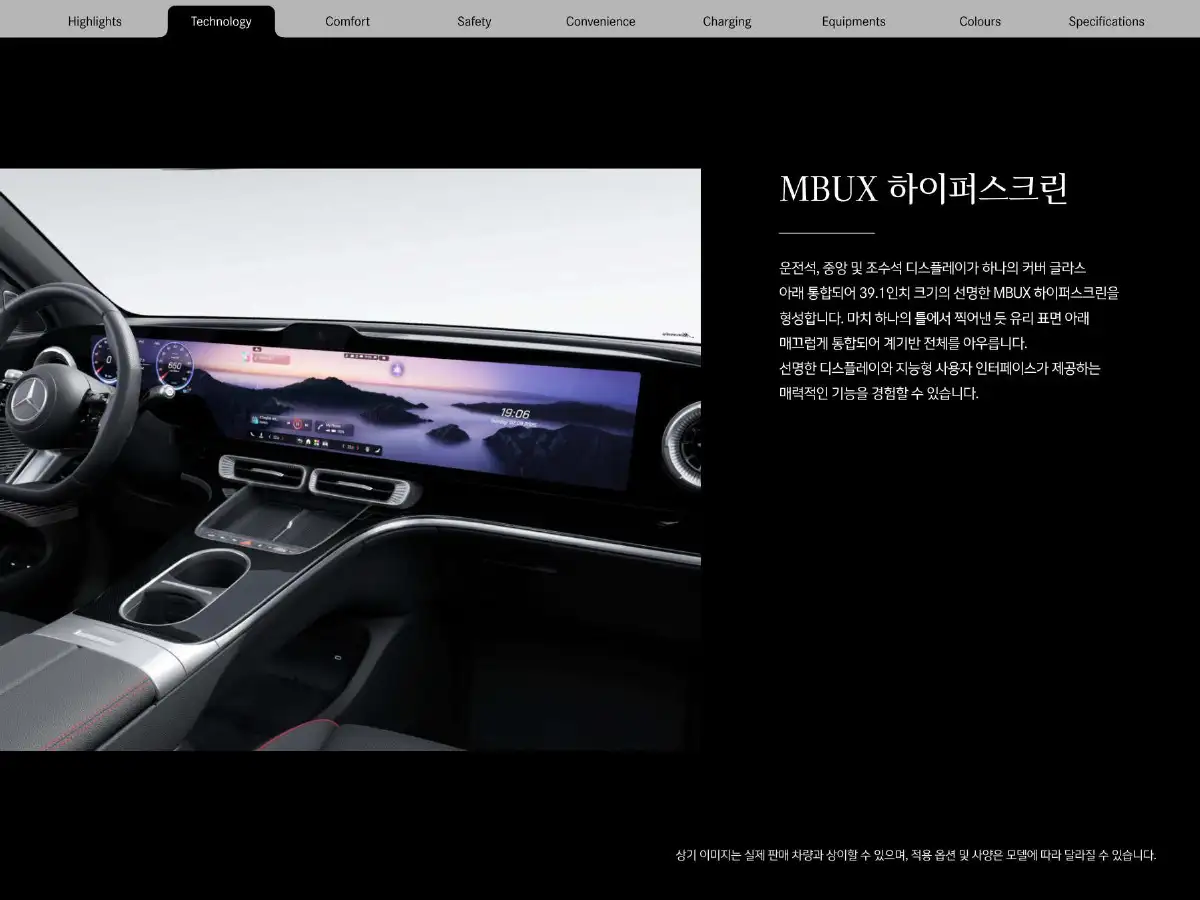 Highlights
Technology
Comfort
Safety
Convenience
Charging
Equipments
Colours
Specifications
MBUX 하이퍼스크린
운전석, 중앙 및 조수석 디스플레이가 하나의 커버 글라스
아래 통합되어 39.1인치 크기의 선명한 MBUX 하이퍼스크린을
형성합니다. 마치 하나의 틀에서 찍어낸 듯 유리 표면 아래
매끄럽게 통합되어 계기반 전체를 아우릅니다.
선명한 디스플레이와 지능형 사용자 인터페이스가 제공하는
매력적인 기능을 경험할 수 있습니다.
0
650
19:06
상기 이미지는 실제 판매 차량과 상이할 수 있으며, 적용 옵션 및 사양은 모델에 따라 달라질 수 있습니다.